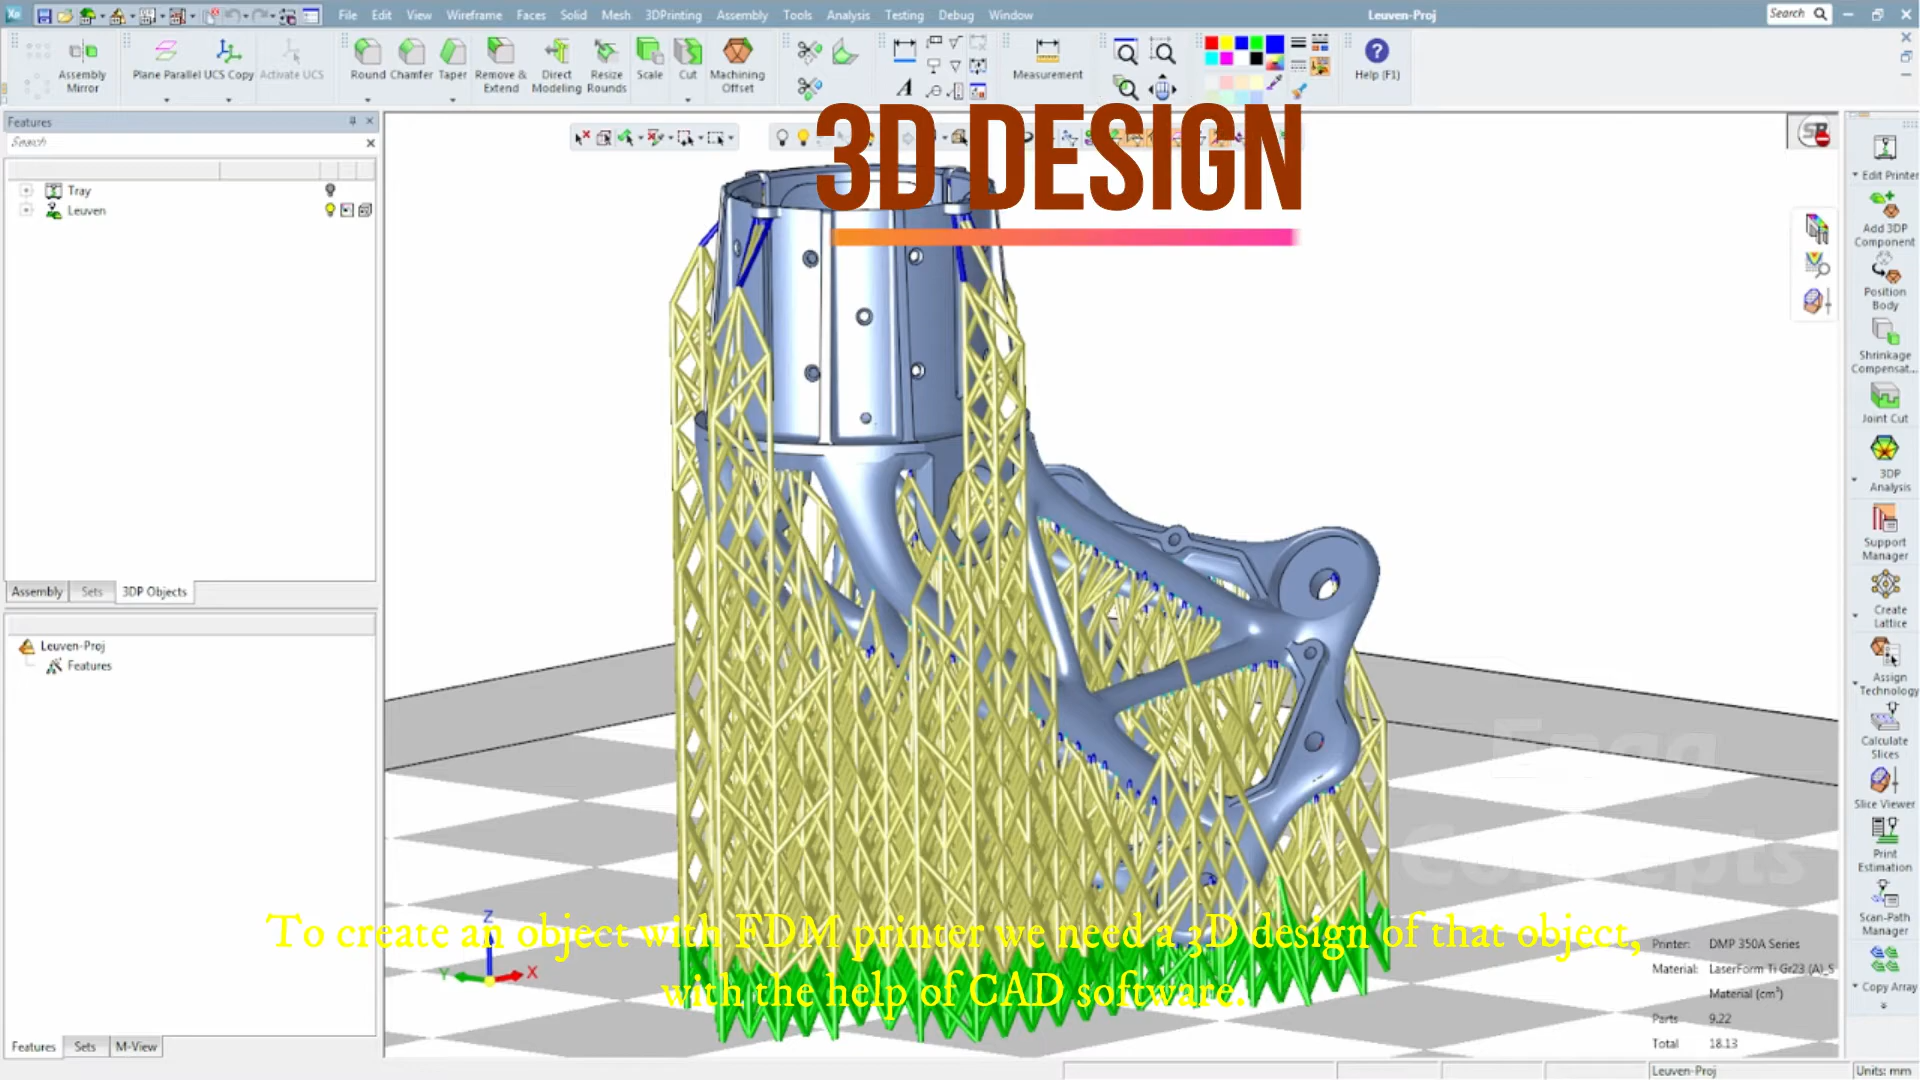 File Edit View Wireframe Faces Solid Mesh 3DPrinting Assembly Tools Analysis Testing Debug Window
Leuven-Proj
Search
Assembly Mirror
Plane Parallel
UCS Copy
Activate UCS
Round
Chamfer
Taper
Remove & Extend
Direct Modeling
Resize Rounds
Scale
Cut
Machining Offset
Measurement
Help (F1)
Features
Search
Tray
Leuven
Assembly
Sets
3DP Objects
Leuven-Proj
Features
Features
Sets
M-View
3D DESIGN
Edit Printer
Add 3DP Component
Position Body
Shrinkage Compensat...
Joint Cut
3DP Analysis
Support Manager
Create Lattice
Assign Technology
Calculate Slices
Slice Viewer
Print Estimation
Scan-Path Manager
Copy Array
Engg
Concepts
To create an object with FDM printer we need a 3D design of that object,
with the help of CAD software.
Z
Y
X
Printer: DMP 350A Series
Material: LaserForm Ti Gr23 (A)_S
Material (cm³)
Parts 9.22
Total 18.13
Leuven-Proj
Units: mm